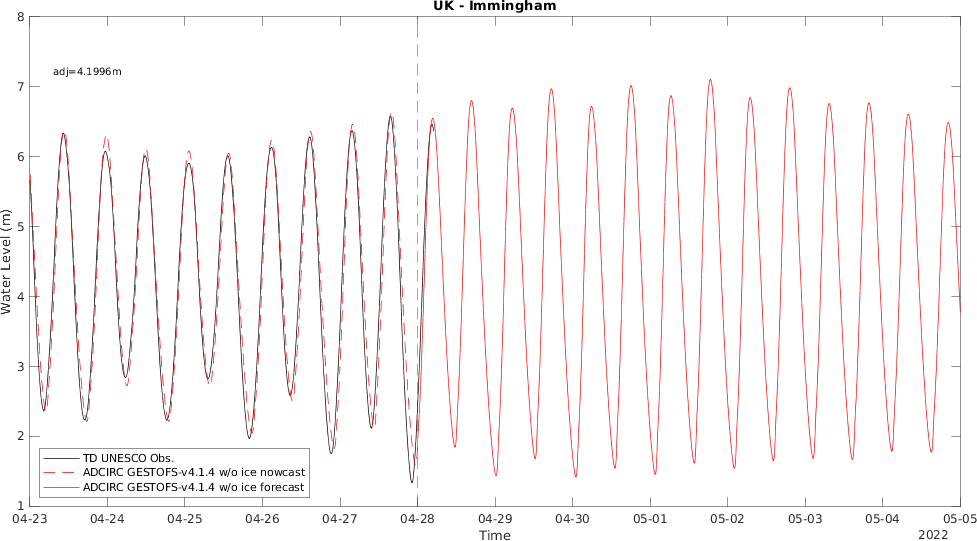 UK - Immingham
8
7
6
5
4
3
2
1
Water Level (m)
adj=4.1996m
TD UNESCO Obs.
ADCIRC GESTOFS-v4.1.4 w/o ice nowcast
ADCIRC GESTOFS-v4.1.4 w/o ice forecast
04-23 04-24 04-25 04-26 04-27 04-28 04-29 04-30 05-01 05-02 05-03 05-04 05-05
Time
2022